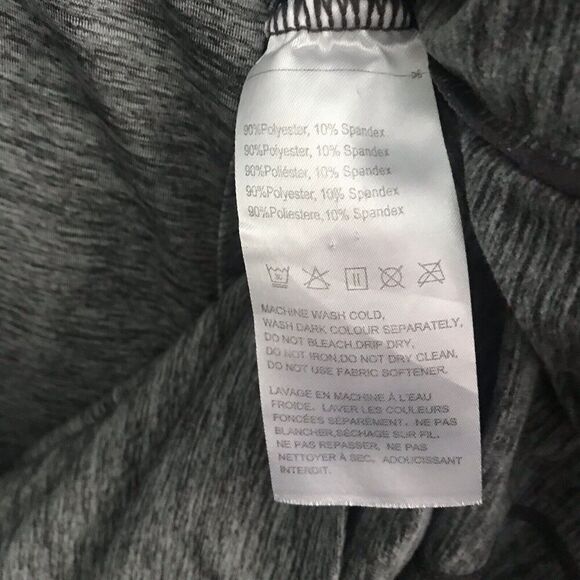 90%Polyester, 10% Spandex
90%Polyester, 10% Spandex
90%Poliéster, 10% Spandex
90%Polyester, 10% Spandex
90%Poliestere, 10% Spandex
MACHINE WASH COLD,
WASH DARK COLOUR SEPARATELY,
DO NOT BLEACH,DRIP DRY,
DO NOT IRON,DO NOT DRY CLEAN,
DO NOT USE FABRIC SOFTENER.
LAVAGE EN MACHINE À L'EAU
FROIDE. LAVER LES COULEURS
FONCÉES SÉPARÉMENT. NE PAS
BLANCHIER,SÉCHAGE SUR FIL.
NE PAS REPASSER, NE PAS
NETTOYER À SEC, ADOUCISSANT
INTERDIT.